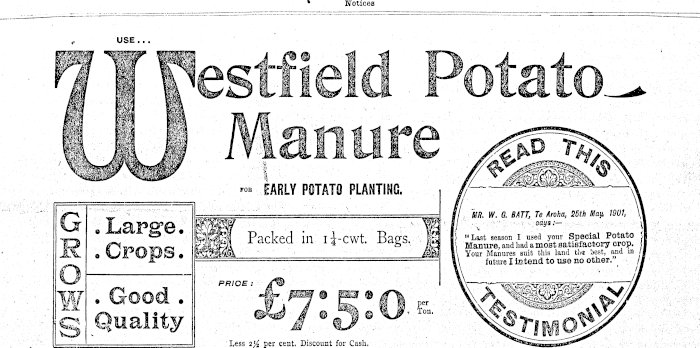 Notices
USE...
Westfield Potato
Manure
FOR EARLY POTATO PLANTING.
GROWS
. Large.
. Crops.
. Good .
Quality
Packed in 1¼-cwt. Bags.
PRICE:
£7:5:0. per
Ton.
Less 2½ per cent. Discount for Cash.
READ THIS
MR. W. G. BATT, Te Aroha, 25th May, 1901,
says:—
"Last season I used your Special Potato
Manure, and had a most satisfactory crop.
Your Manures suit this land the best, and in
future I intend to use no other."
TESTIMONIAL